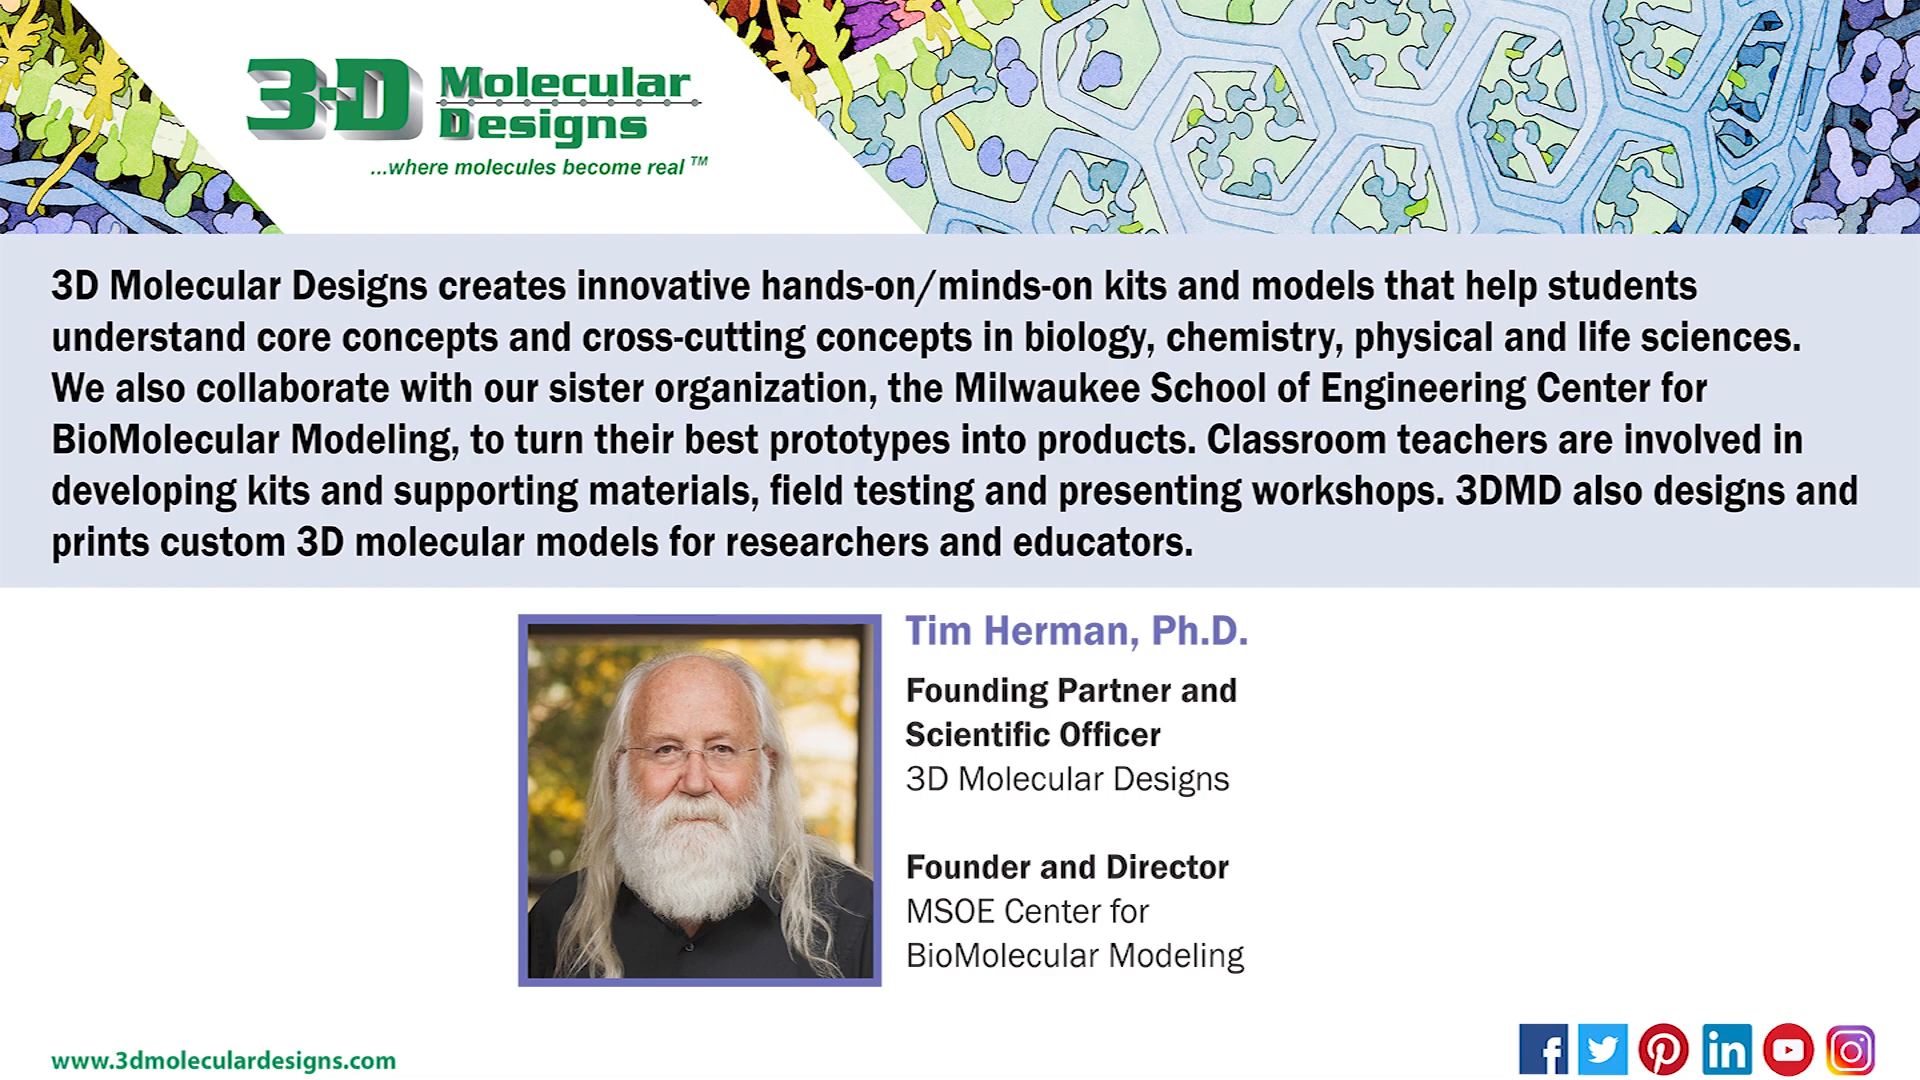 3-D Molecular
Designs
...where molecules become real ™
3D Molecular Designs creates innovative hands-on/minds-on kits and models that help students
understand core concepts and cross-cutting concepts in biology, chemistry, physical and life sciences.
We also collaborate with our sister organization, the Milwaukee School of Engineering Center for
BioMolecular Modeling, to turn their best prototypes into products. Classroom teachers are involved in
developing kits and supporting materials, field testing and presenting workshops. 3DMD also designs and
prints custom 3D molecular models for researchers and educators.
Tim Herman, Ph.D.
Founding Partner and
Scientific Officer
3D Molecular Designs
Founder and Director
MSOE Center for
BioMolecular Modeling
www.3dmoleculardesigns.com